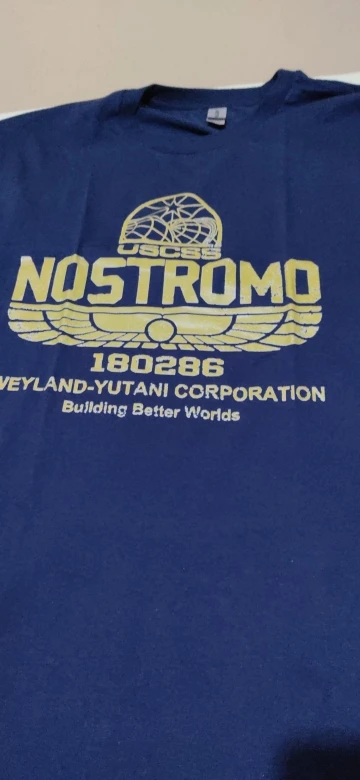 USCSS
NOSTROMO
180286
WEYLAND-YUTANI CORPORATION
Building Better Worlds